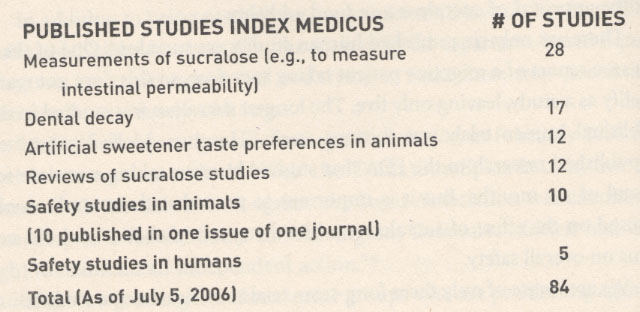 PUBLISHED STUDIES INDEX MEDICUS # OF STUDIES
Measurements of sucralose (e.g., to measure 28
intestinal permeability)
Dental decay 17
Artificial sweetener taste preferences in animals 12
Reviews of sucralose studies 12
Safety studies in animals 10
(10 published in one issue of one journal)
Safety studies in humans 5
Total (As of July 5, 2006) 84